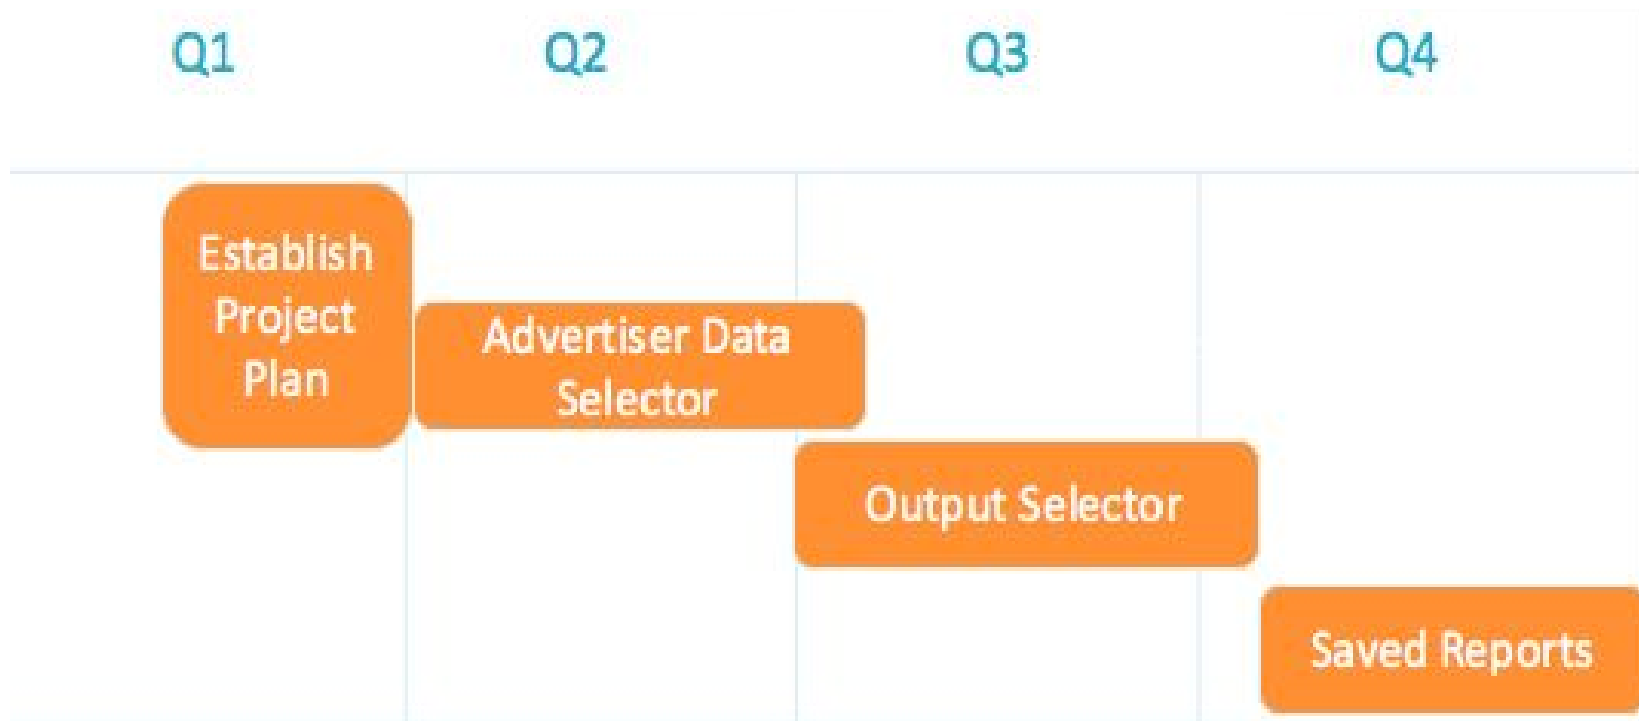 Q1 Q2 Q3 Q4
Establish
Project
Plan
Advertiser Data
Selector
Output Selector
Saved Reports